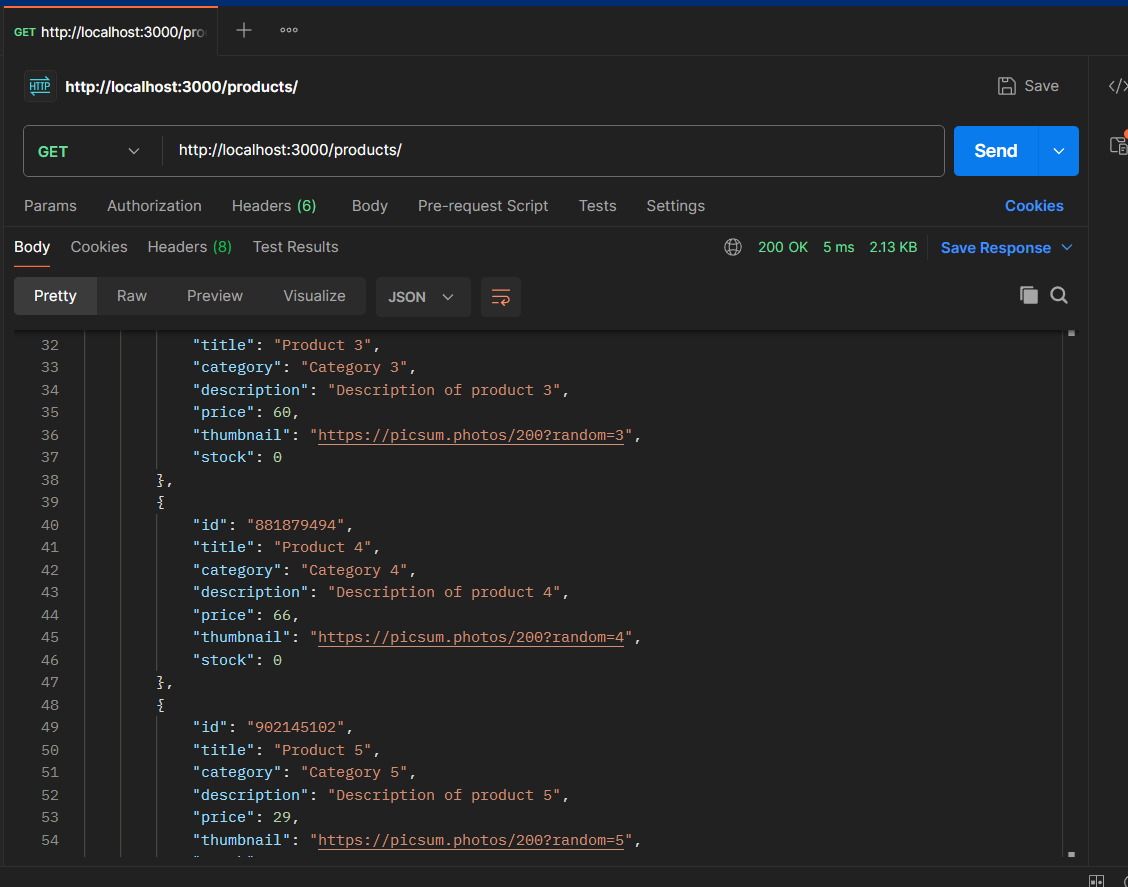 GET http://localhost:3000/pro
HTTP http://localhost:3000/products/ Save </>
GET http://localhost:3000/products/ Send
Params Authorization Headers (6) Body Pre-request Script Tests Settings Cookies
Body Cookies Headers (8) Test Results 200 OK 5 ms 2.13 KB Save Response
Pretty Raw Preview Visualize JSON
32 "title": "Product 3",
33 "category": "Category 3",
34 "description": "Description of product 3",
35 "price": 60,
36 "thumbnail": "https://picsum.photos/200?random=3",
37 "stock": 0
38 },
39 {
40 "id": "881879494",
41 "title": "Product 4",
42 "category": "Category 4",
43 "description": "Description of product 4",
44 "price": 66,
45 "thumbnail": "https://picsum.photos/200?random=4",
46 "stock": 0
47 },
48 {
49 "id": "902145102",
50 "title": "Product 5",
51 "category": "Category 5",
52 "description": "Description of product 5",
53 "price": 29,
54 "thumbnail": "https://picsum.photos/200?random=5",